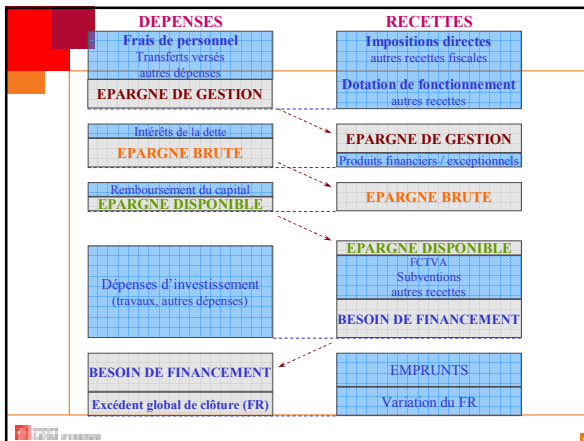 DEPENSES
RECETTES
Frais de personnel
Transferts versés
autres dépenses
EPARGNE DE GESTION
Impositions directes
autres recettes fiscales
Dotation de fonctionnement
autres recettes
Intérêts de la dette
EPARGNE BRUTE
EPARGNE DE GESTION
Produits financiers / exceptionnels
Remboursement du capital
EPARGNE DISPONIBLE
EPARGNE BRUTE
Dépenses d'investissement
(travaux, autres dépenses)
EPARGNE DISPONIBLE
FCTVA
Subventions
autres recettes
BESOIN DE FINANCEMENT
BESOIN DE FINANCEMENT
Excédent global de clôture (FR)
EMPRUNTS
Variation du FR